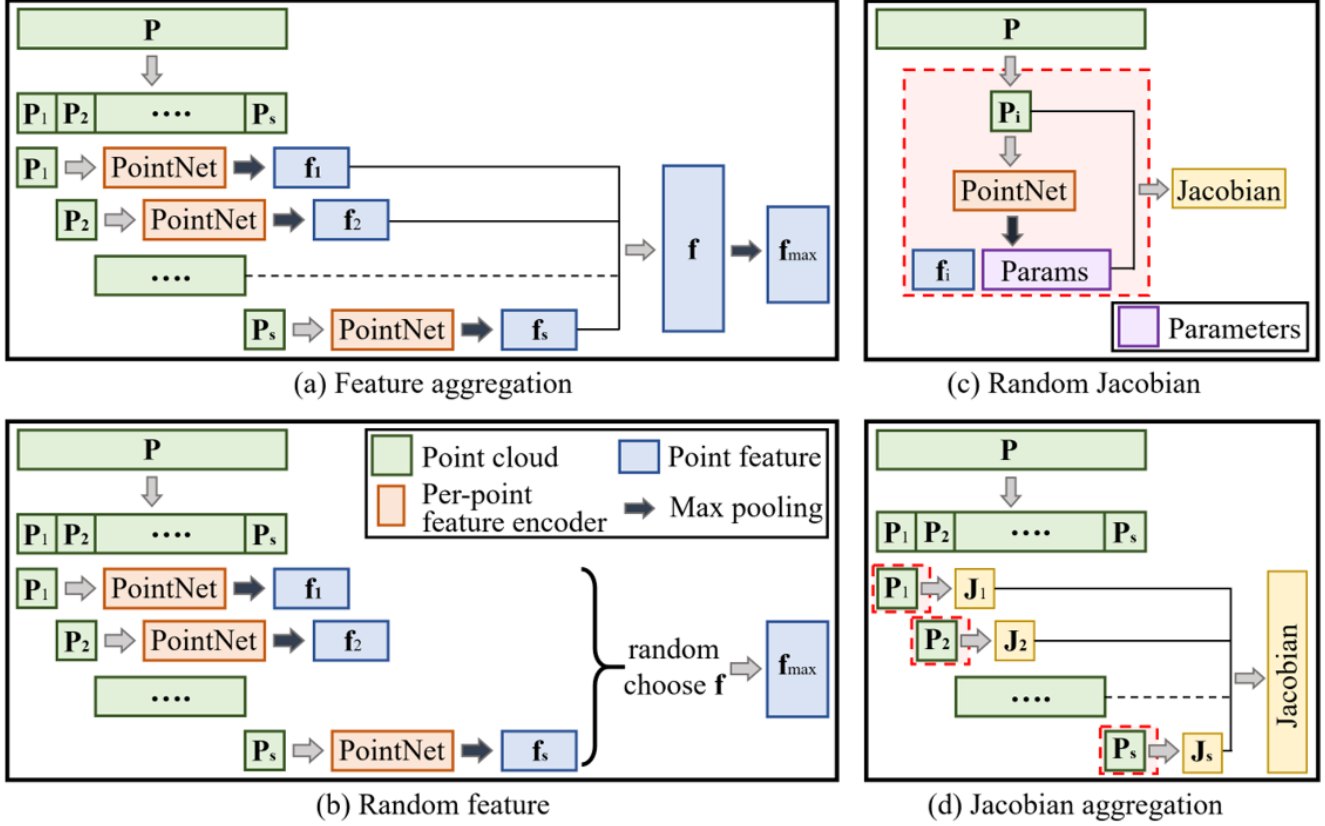 P
P₁ P₂ .... Pₛ
P₁ PointNet f₁
P₂ PointNet f₂
....
Pₛ PointNet fₛ
f
fmax
(a) Feature aggregation
P
Pᵢ
PointNet
Jacobian
fᵢ Params
Parameters
(c) Random Jacobian
P
Point cloud
Point feature
Per-point
feature encoder
Max pooling
P₁ P₂ .... Pₛ
P₁ PointNet f₁
P₂ PointNet f₂
....
Pₛ PointNet fₛ
random
choose f
fmax
(b) Random feature
P
P₁ P₂ .... Pₛ
P₁ J₁
P₂ J₂
....
Pₛ Jₛ
Jacobian
(d) Jacobian aggregation